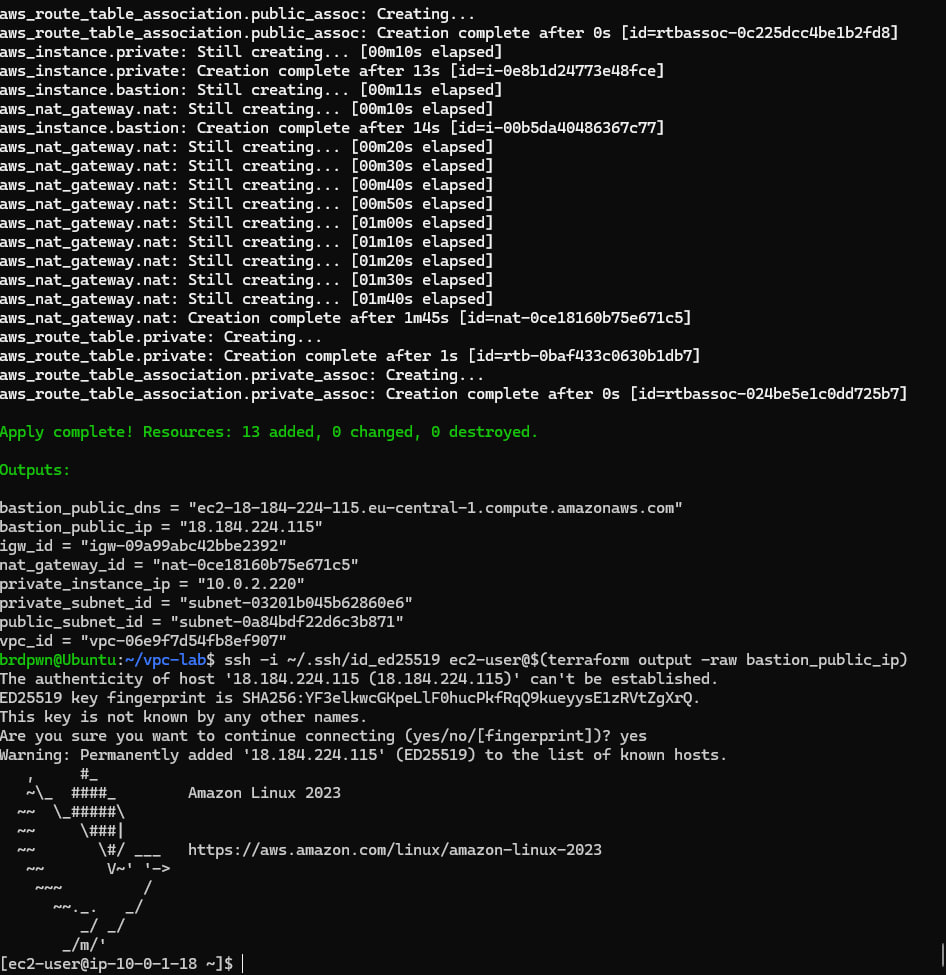 aws_route_table_association.public_assoc: Creating...
aws_route_table_association.public_assoc: Creation complete after 0s [id=rtbassoc-0c225dcc4be1b2fd8]
aws_instance.private: Still creating... [00m10s elapsed]
aws_instance.private: Creation complete after 13s [id=i-0e8b1d24773e48fce]
aws_instance.bastion: Still creating... [00m11s elapsed]
aws_nat_gateway.nat: Still creating... [00m10s elapsed]
aws_instance.bastion: Creation complete after 14s [id=i-00b5da40486367c77]
aws_nat_gateway.nat: Still creating... [00m20s elapsed]
aws_nat_gateway.nat: Still creating... [00m30s elapsed]
aws_nat_gateway.nat: Still creating... [00m40s elapsed]
aws_nat_gateway.nat: Still creating... [00m50s elapsed]
aws_nat_gateway.nat: Still creating... [01m00s elapsed]
aws_nat_gateway.nat: Still creating... [01m10s elapsed]
aws_nat_gateway.nat: Still creating... [01m20s elapsed]
aws_nat_gateway.nat: Still creating... [01m30s elapsed]
aws_nat_gateway.nat: Still creating... [01m40s elapsed]
aws_nat_gateway.nat: Creation complete after 1m45s [id=nat-0ce18160b75e671c5]
aws_route_table.private: Creating...
aws_route_table.private: Creation complete after 1s [id=rtb-0baf433c0630b1db7]
aws_route_table_association.private_assoc: Creating...
aws_route_table_association.private_assoc: Creation complete after 0s [id=rtbassoc-024be5e1c0dd725b7]

Apply complete! Resources: 13 added, 0 changed, 0 destroyed.

Outputs:

bastion_public_dns = "ec2-18-184-224-115.eu-central-1.compute.amazonaws.com"
bastion_public_ip = "18.184.224.115"
igw_id = "igw-09a99abc42bbe2392"
nat_gateway_id = "nat-0ce18160b75e671c5"
private_instance_ip = "10.0.2.220"
private_subnet_id = "subnet-03201b045b62860e6"
public_subnet_id = "subnet-0a84bdf22d6c3b871"
vpc_id = "vpc-06e9f7d54fb8ef907"
brdpwn@Ubuntu:~/vpc-lab$ ssh -i ~/.ssh/id_ed25519 ec2-user@$(terraform output -raw bastion_public_ip)
The authenticity of host '18.184.224.115 (18.184.224.115)' can't be established.
ED25519 key fingerprint is SHA256:YF3elkwcGKpeLlF0hucPkfRqQ9kueyysE1zRVtZgXrQ.
This key is not known by any other names.
Are you sure you want to continue connecting (yes/no/[fingerprint])? yes
Warning: Permanently added '18.184.224.115' (ED25519) to the list of known hosts.
   ,     #_
   ~\_  ####_        Amazon Linux 2023
  ~~  \_#####\
  ~~     \###|
  ~~       \#/ ___   https://aws.amazon.com/linux/amazon-linux-2023
   ~~       V~' '->
    ~~~         /
      ~~._.   _/
         _/ _/
       _/m/'
[ec2-user@ip-10-0-1-18 ~]$